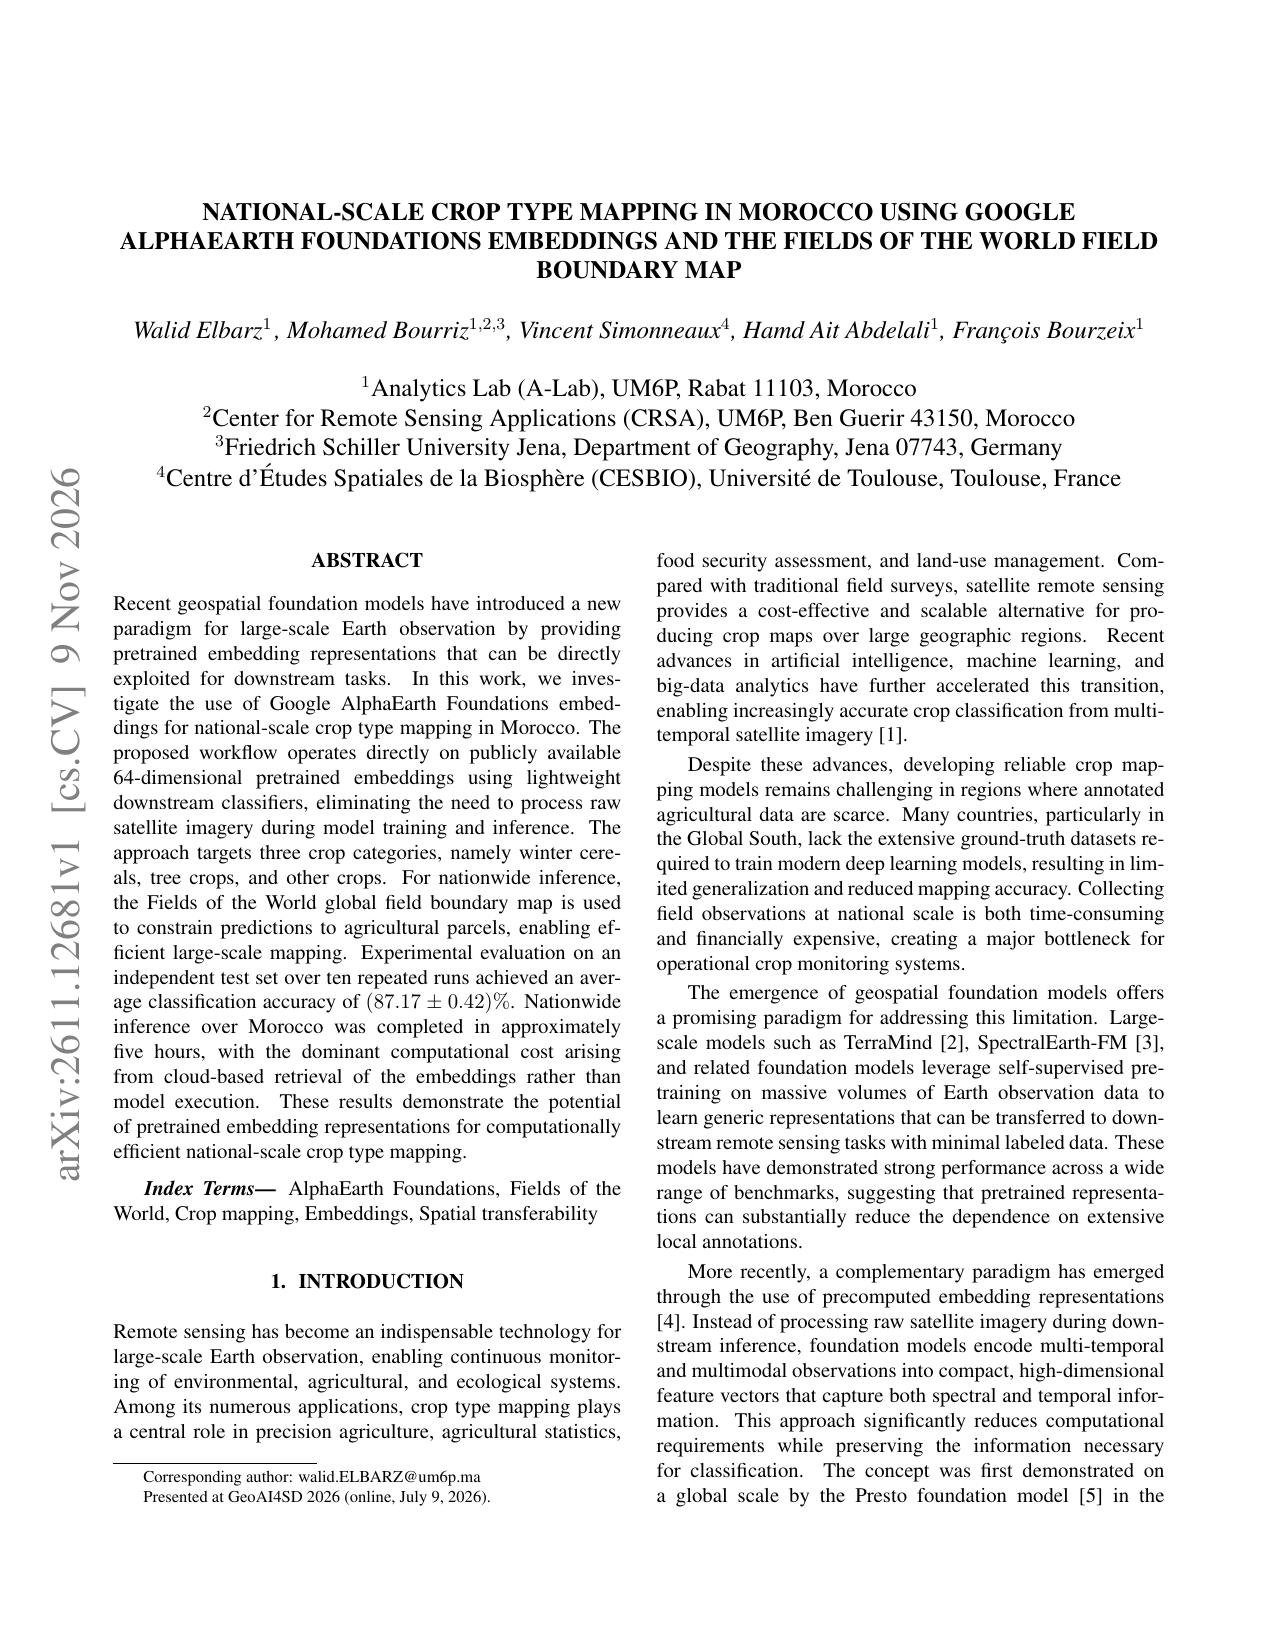 NATIONAL-SCALE CROP TYPE MAPPING IN MOROCCO USING GOOGLE
ALPHAEARTH FOUNDATIONS EMBEDDINGS AND THE FIELDS OF THE WORLD FIELD
BOUNDARY MAP
Walid Elbarz¹, Mohamed Bourriz¹,²,³, Vincent Simonneaux⁴, Hamd Ait Abdelali¹, François Bourzeix¹
¹Analytics Lab (A-Lab), UM6P, Rabat 11103, Morocco
²Center for Remote Sensing Applications (CRSA), UM6P, Ben Guerir 43150, Morocco
³Friedrich Schiller University Jena, Department of Geography, Jena 07743, Germany
⁴Centre d'Études Spatiales de la Biosphère (CESBIO), Université de Toulouse, Toulouse, France
arXiv:2611.12681v1 [cs.CV] 9 Nov 2026
ABSTRACT
Recent geospatial foundation models have introduced a new
paradigm for large-scale Earth observation by providing
pretrained embedding representations that can be directly
exploited for downstream tasks. In this work, we inves-
tigate the use of Google AlphaEarth Foundations embed-
dings for national-scale crop type mapping in Morocco. The
proposed workflow operates directly on publicly available
64-dimensional pretrained embeddings using lightweight
downstream classifiers, eliminating the need to process raw
satellite imagery during model training and inference. The
approach targets three crop categories, namely winter cere-
als, tree crops, and other crops. For nationwide inference,
the Fields of the World global field boundary map is used
to constrain predictions to agricultural parcels, enabling ef-
ficient large-scale mapping. Experimental evaluation on an
independent test set over ten repeated runs achieved an aver-
age classification accuracy of (87.17 ± 0.42)%. Nationwide
inference over Morocco was completed in approximately
five hours, with the dominant computational cost arising
from cloud-based retrieval of the embeddings rather than
model execution. These results demonstrate the potential
of pretrained embedding representations for computationally
efficient national-scale crop type mapping.
Index Terms— AlphaEarth Foundations, Fields of the
World, Crop mapping, Embeddings, Spatial transferability
1. INTRODUCTION
Remote sensing has become an indispensable technology for
large-scale Earth observation, enabling continuous monitor-
ing of environmental, agricultural, and ecological systems.
Among its numerous applications, crop type mapping plays
a central role in precision agriculture, agricultural statistics,
Corresponding author: walid.ELBARZ@um6p.ma
Presented at GeoAI4SD 2026 (online, July 9, 2026).
food security assessment, and land-use management. Com-
pared with traditional field surveys, satellite remote sensing
provides a cost-effective and scalable alternative for pro-
ducing crop maps over large geographic regions. Recent
advances in artificial intelligence, machine learning, and
big-data analytics have further accelerated this transition,
enabling increasingly accurate crop classification from multi-
temporal satellite imagery [1].
Despite these advances, developing reliable crop map-
ping models remains challenging in regions where annotated
agricultural data are scarce. Many countries, particularly in
the Global South, lack the extensive ground-truth datasets re-
quired to train modern deep learning models, resulting in lim-
ited generalization and reduced mapping accuracy. Collecting
field observations at national scale is both time-consuming
and financially expensive, creating a major bottleneck for
operational crop monitoring systems.
The emergence of geospatial foundation models offers
a promising paradigm for addressing this limitation. Large-
scale models such as TerraMind [2], SpectralEarth-FM [3],
and related foundation models leverage self-supervised pre-
training on massive volumes of Earth observation data to
learn generic representations that can be transferred to down-
stream remote sensing tasks with minimal labeled data. These
models have demonstrated strong performance across a wide
range of benchmarks, suggesting that pretrained representa-
tions can substantially reduce the dependence on extensive
local annotations.
More recently, a complementary paradigm has emerged
through the use of precomputed embedding representations
[4]. Instead of processing raw satellite imagery during down-
stream inference, foundation models encode multi-temporal
and multimodal observations into compact, high-dimensional
feature vectors that capture both spectral and temporal infor-
mation. This approach significantly reduces computational
requirements while preserving the information necessary
for classification. The concept was first demonstrated on
a global scale by the Presto foundation model [5] in the